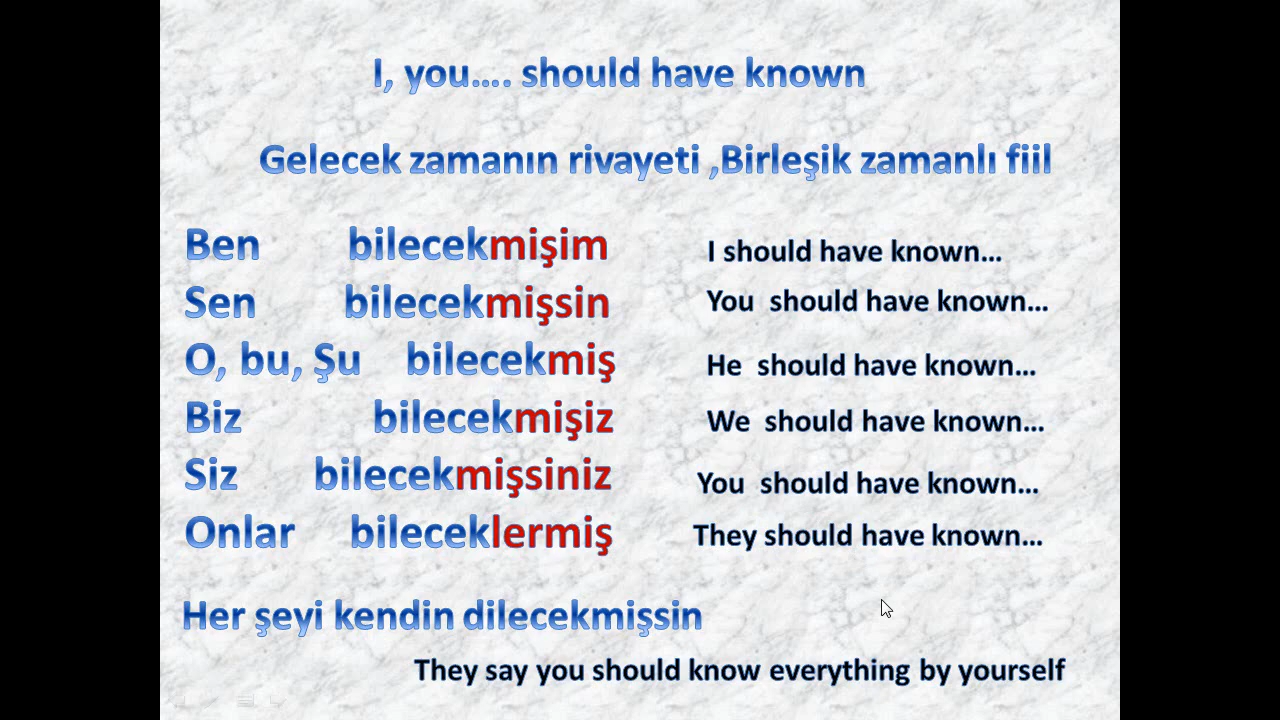 I, you.... should have known
Gelecek zamanın rivayeti ,Birleşik zamanlı fiil
Ben bilecekmişim I should have known...
Sen bilecekmişsin You should have known...
O, bu, Şu bilecekmiş He should have known...
Biz bilecekmişiz We should have known...
Siz bilecekmişsiniz You should have known...
Onlar bileceklermiş They should have known...
Her şeyi kendin dilecekmişsin
They say you should know everything by yourself